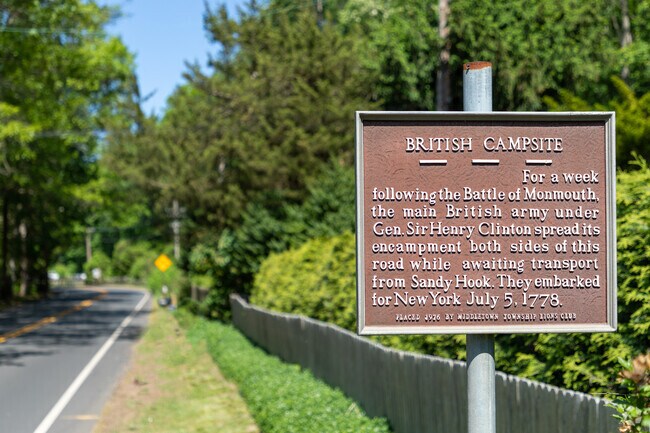 BRITISH CAMPSITE
For a week
following the Battle of Monmouth,
the main British army under
Gen. Sir Henry Clinton spread its
encampment both sides of this
road while awaiting transport
from Sandy Hook. They embarked
for New York July 5, 1778.
PLACED 1976 BY MIDDLETOWN TOWNSHIP LIONS CLUB